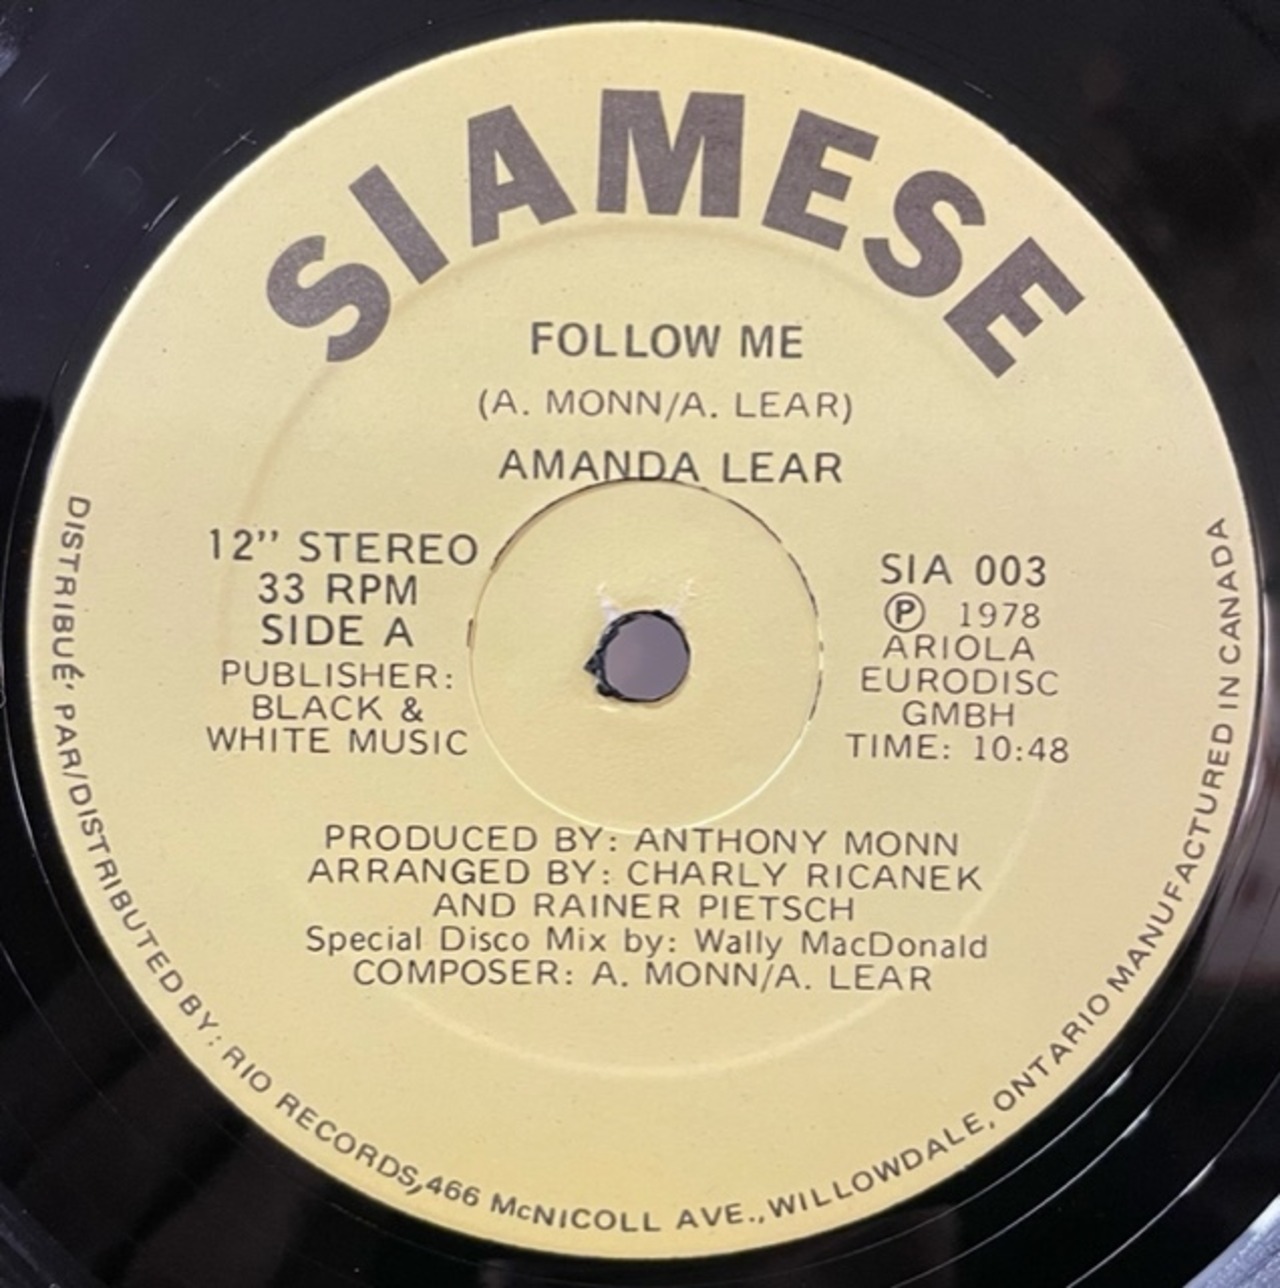 SIAMESE
FOLLOW ME
(A. MONN/A. LEAR)
AMANDA LEAR
12" STEREO
33 RPM
SIDE A
PUBLISHER:
BLACK &
WHITE MUSIC
SIA 003
Ⓟ 1978
ARIOLA
EURODISC
GMBH
TIME: 10:48
PRODUCED BY: ANTHONY MONN
ARRANGED BY: CHARLY RICANEK
AND RAINER PIETSCH
Special Disco Mix by: Wally MacDonald
COMPOSER: A. MONN/A. LEAR
DISTRIBUÉ' PAR/DISTRIBUTED BY: RIO RECORDS, 466 McNICOLL AVE., WILLOWDALE, ONTARIO MANUFACTURED IN CANADA